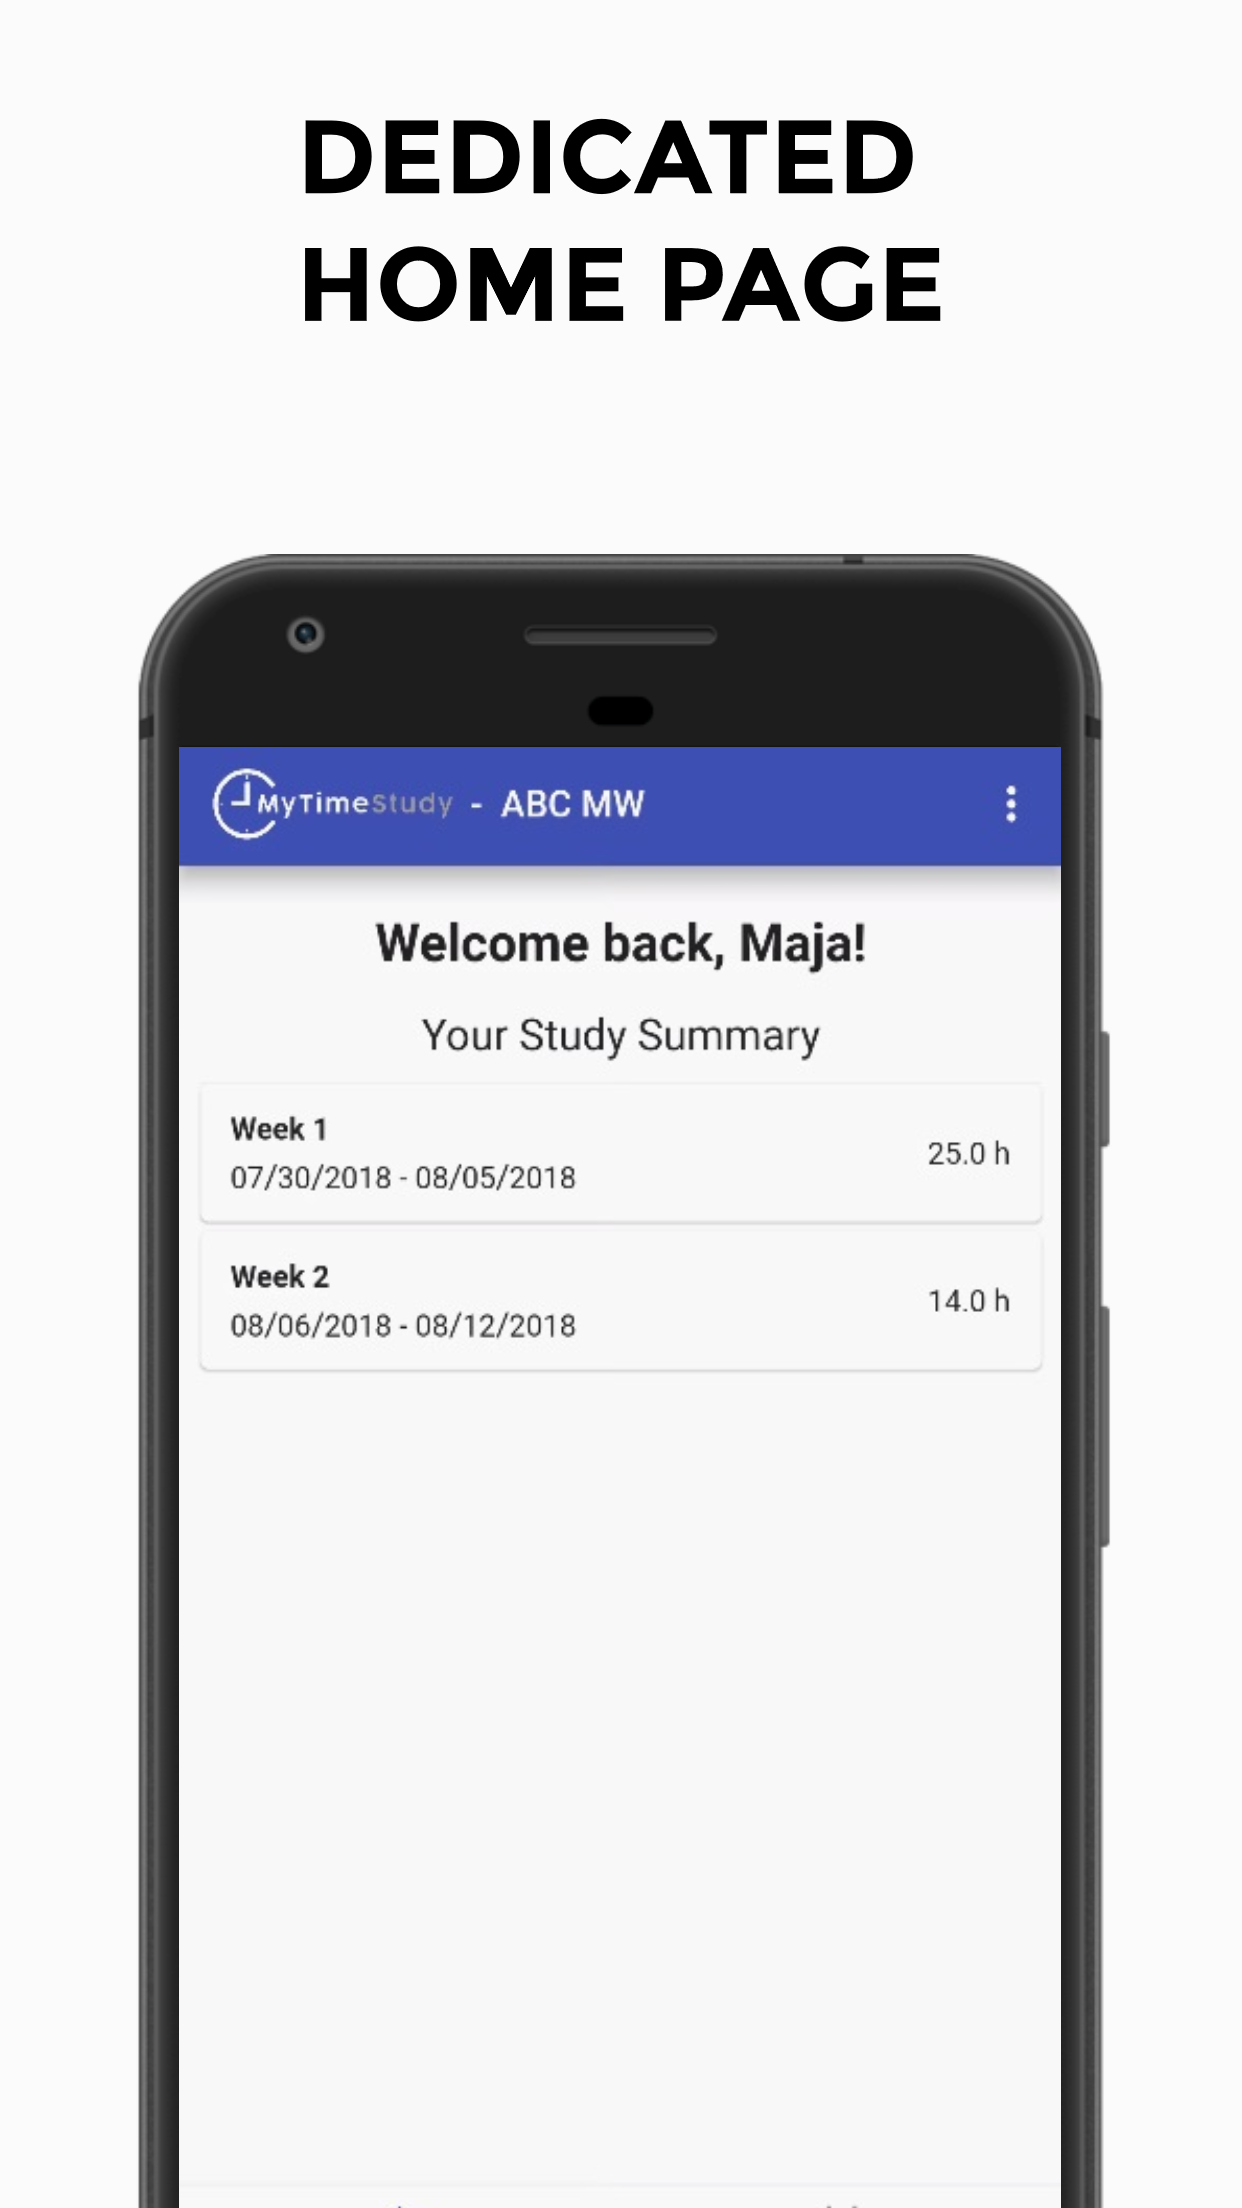 DEDICATED
HOME PAGE
MyTimeStudy - ABC MW
Welcome back, Maja!
Your Study Summary
Week 1
07/30/2018 - 08/05/2018
25.0 h
Week 2
08/06/2018 - 08/12/2018
14.0 h